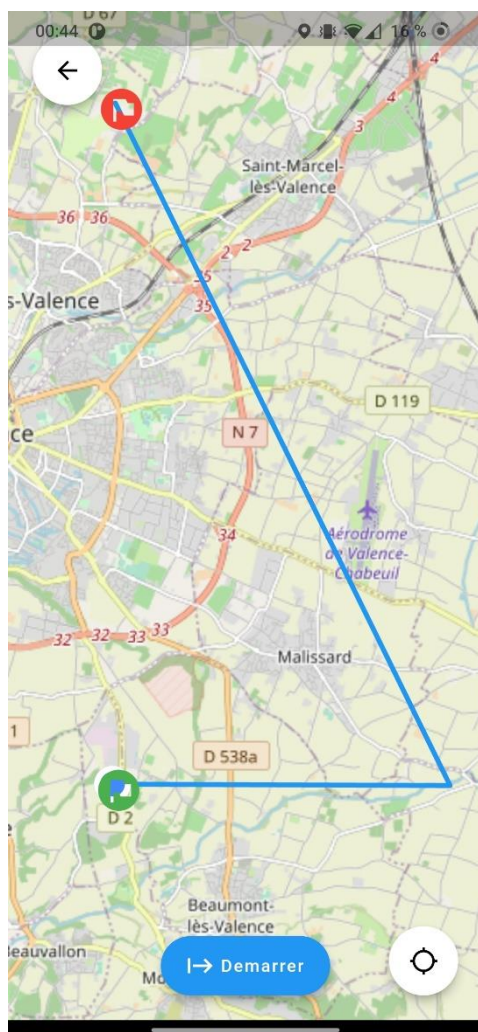 D 67
00:44
16 %
4
4
3
Saint-Marcel-
lès-Valence
36 36
2 2
35
s-Valence
35
D 119
N 7
ce
34
Aérodrome
de Valence-
Chabeuil
32 32 33 33
Malissard
1
D 538a
D 2
e
Beaumont-
lès-Valence
Beauvallon
Mo
Demarrer